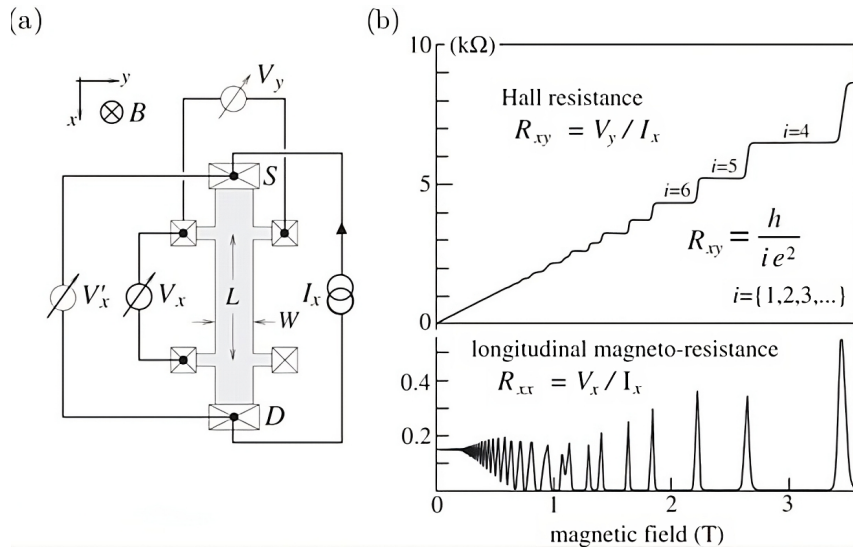 (a)
y
x
B
V_y
S
V'_x
V_x
L
W
I_x
D
(b)
10
(kΩ)
Hall resistance
R_xy = V_y / I_x
i=4
i=5
i=6
5
R_xy = h / i e²
i={1,2,3,...}
0
longitudinal magneto-resistance
R_xx = V_x / I_x
0.4
0.2
0 1 2 3
magnetic field (T)